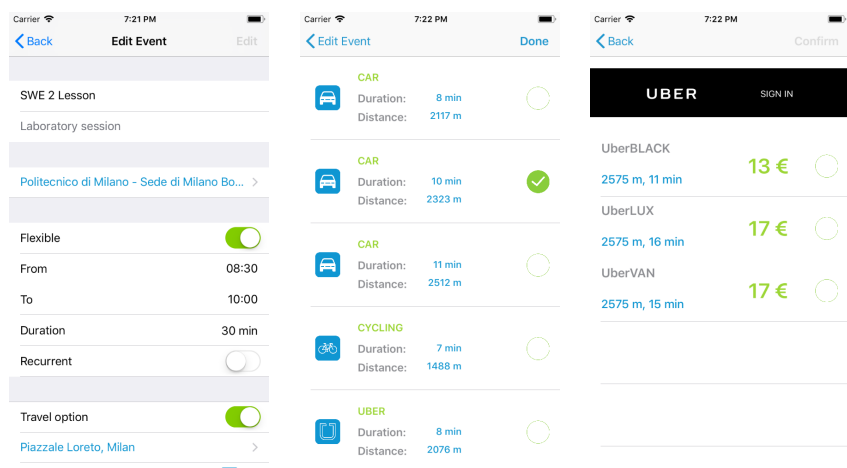 Carrier 7:21 PM
Back Edit Event Edit
SWE 2 Lesson
Laboratory session
Politecnico di Milano - Sede di Milano Bo...
Flexible
From 08:30
To 10:00
Duration 30 min
Recurrent
Travel option
Piazzale Loreto, Milan
Carrier 7:22 PM
Edit Event Done
CAR
Duration: 8 min
Distance: 2117 m
CAR
Duration: 10 min
Distance: 2323 m
CAR
Duration: 11 min
Distance: 2512 m
CYCLING
Duration: 7 min
Distance: 1488 m
UBER
Duration: 8 min
Distance: 2076 m
Carrier 7:22 PM
Back Confirm
UBER SIGN IN
UberBLACK
13 €
2575 m, 11 min
UberLUX
17 €
2575 m, 16 min
UberVAN
17 €
2575 m, 15 min